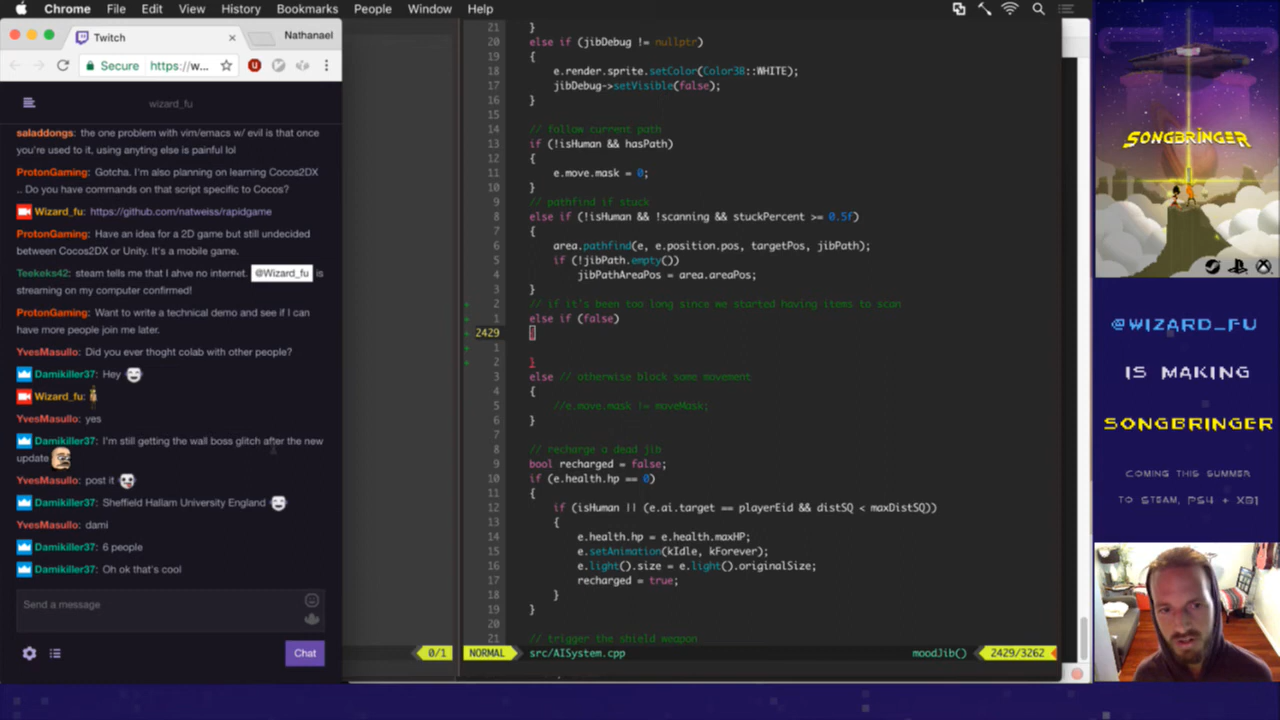 Chrome File Edit View History Bookmarks People Window Help
Twitch
Nathanael
Secure https://w...
wizard_fu
saladdongs: the one problem with vim/emacs w/ evil is that once
you're used to it, using anyting else is painful lol
ProtonGaming: Gotcha. I'm also planning on learning Cocos2DX
.. Do you have commands on that script specific to Cocos?
Wizard_fu: https://github.com/natweiss/rapidgame
ProtonGaming: Have an idea for a 2D game but still undecided
between Cocos2DX or Unity. It's a mobile game.
Teekeks42: steam tells me that I ahve no internet. @Wizard_fu is
streaming on my computer confirmed!
ProtonGaming: Want to write a technical demo and see if I can
have more people join me later.
YvesMasullo: Did you ever thoght colab with other people?
Damikiller37: Hey
Wizard_fu:
YvesMasullo: yes
Damikiller37: I'm still getting the wall boss glitch after the new
update
YvesMasullo: post it
Damikiller37: Sheffield Hallam University England
YvesMasullo: dami
Damikiller37: 6 people
Damikiller37: Oh ok that's cool
Send a message
Chat
0/1
21 }
20 else if (jibDebug != nullptr)
19 {
18 e.render.sprite.setColor(Color3B::WHITE);
17 jibDebug->setVisible(false);
16 }
15
14 // follow current path
13 if (!isHuman && hasPath)
12 {
11 e.move.mask = 0;
10 }
9 // pathfind if stuck
8 else if (!isHuman && !scanning && stuckPercent >= 0.5f)
7 {
6 area.pathfind(e, e.position.pos, targetPos, jibPath);
5 if (!jibPath.empty())
4 jibPathAreaPos = area.areaPos;
3 }
2 // if it's been too long since we started having items to scan
1 else if (false)
2429 {
1
2 }
3 else // otherwise block some movement
4 {
5 //e.move.mask != moveMask;
6 }
7
8 // recharge a dead jib
9 bool recharged = false;
10 if (e.health.hp == 0)
11 {
12 if (isHuman || (e.ai.target == playerEid && distSQ < maxDistSQ))
13 {
14 e.health.hp = e.health.maxHP;
15 e.setAnimation(kIdle, kForever);
16 e.light().size = e.light().originalSize;
17 recharged = true;
18 }
19 }
20
21 // trigger the shield weapon
NORMAL src/AISystem.cpp moodJib() 2429/3262
SONGBRINGER
@WIZARD_FU
IS MAKING
SONGBRINGER
COMING THIS SUMMER
TO STEAM, PS4 + XB1